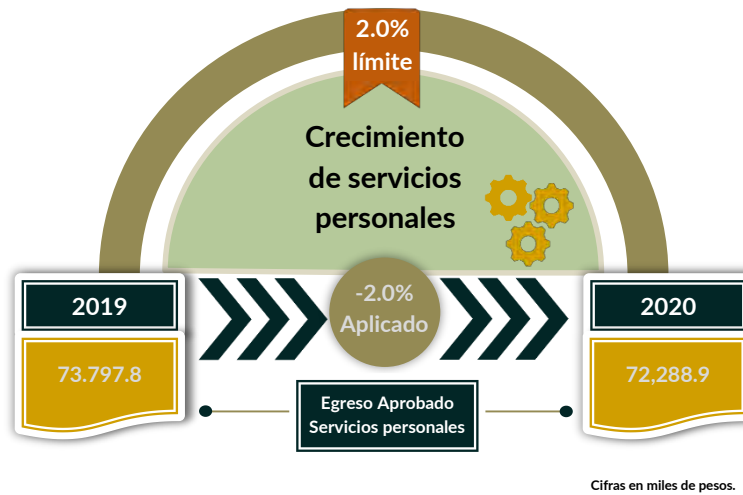 2.0%
límite
Crecimiento
de servicios
personales
-2.0%
Aplicado
2019
2020
73.797.8
72,288.9
Egreso Aprobado
Servicios personales
Cifras en miles de pesos.